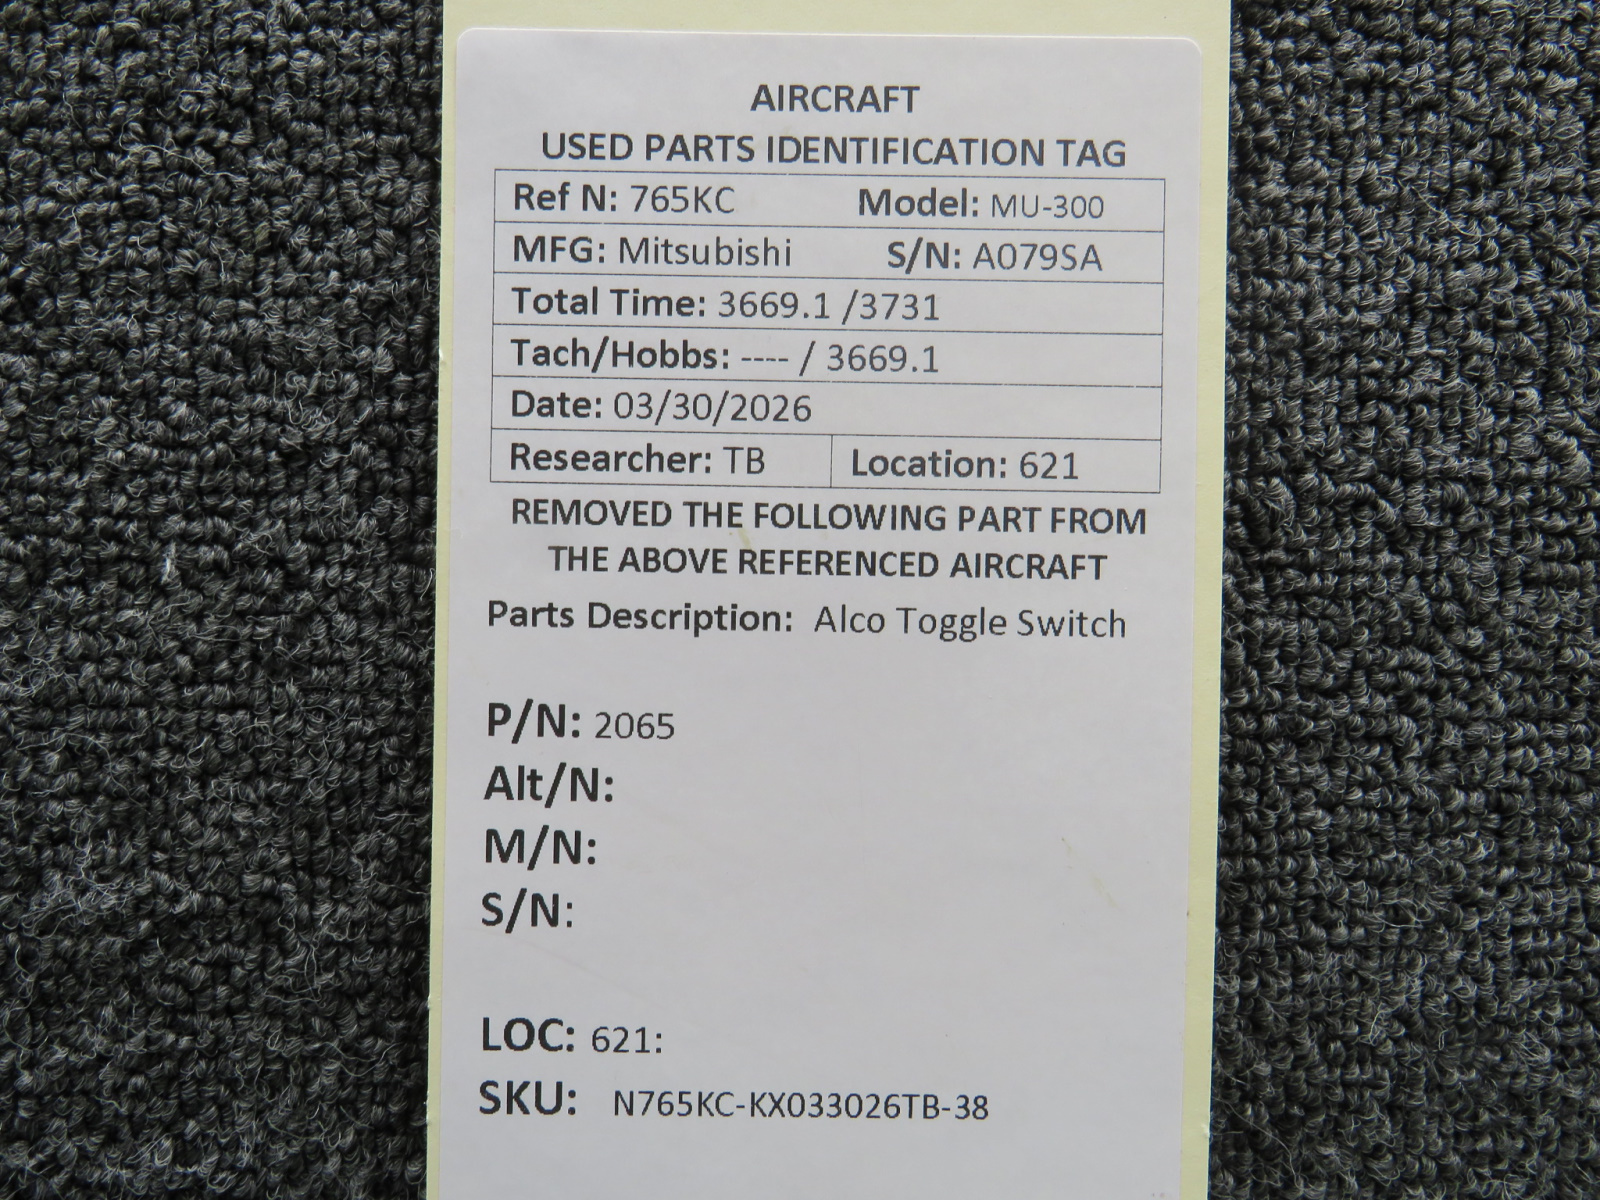 AIRCRAFT
USED PARTS IDENTIFICATION TAG
Ref N: 765KC Model: MU-300
MFG: Mitsubishi S/N: A079SA
Total Time: 3669.1 /3731
Tach/Hobbs: ---- / 3669.1
Date: 03/30/2026
Researcher: TB Location: 621
REMOVED THE FOLLOWING PART FROM
THE ABOVE REFERENCED AIRCRAFT
Parts Description: Alco Toggle Switch
P/N: 2065
Alt/N:
M/N:
S/N:
LOC: 621:
SKU: N765KC-KX033026TB-38